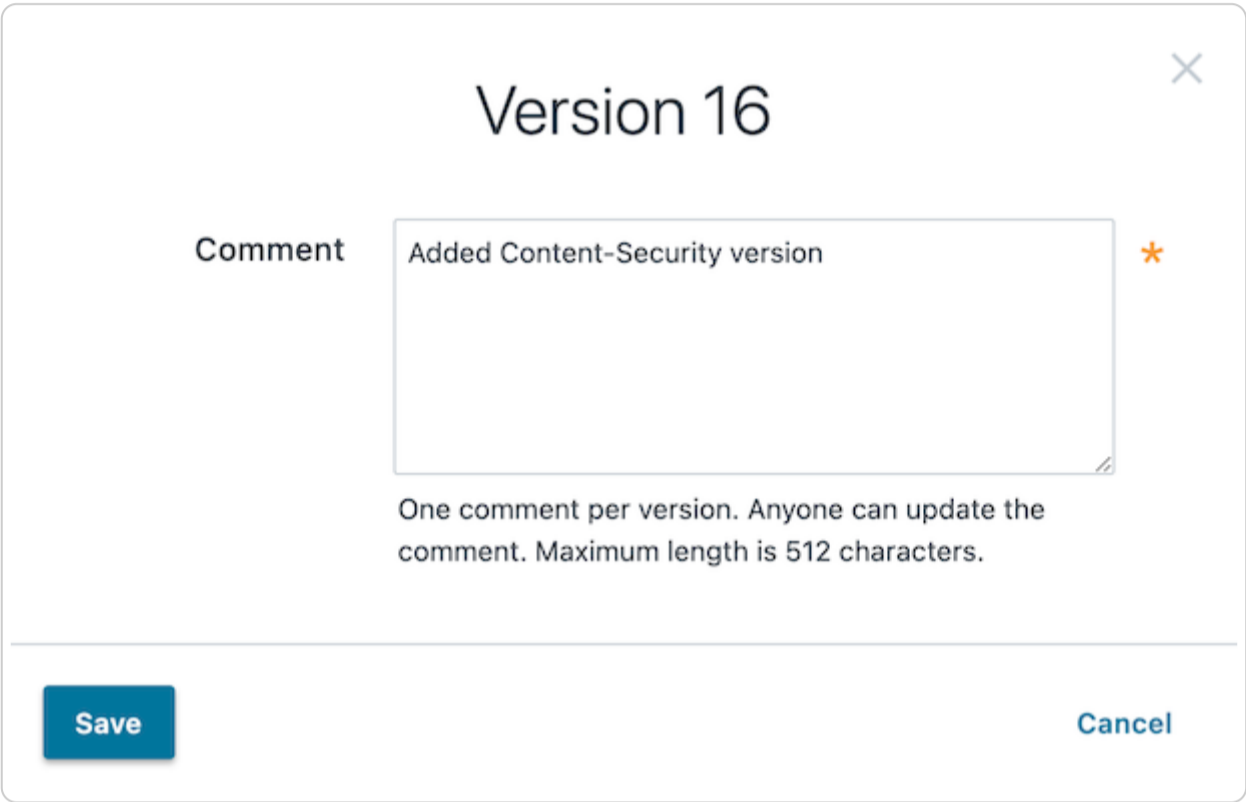 Version 16
Comment
Added Content-Security version
*
One comment per version. Anyone can update the
comment. Maximum length is 512 characters.
Save
Cancel